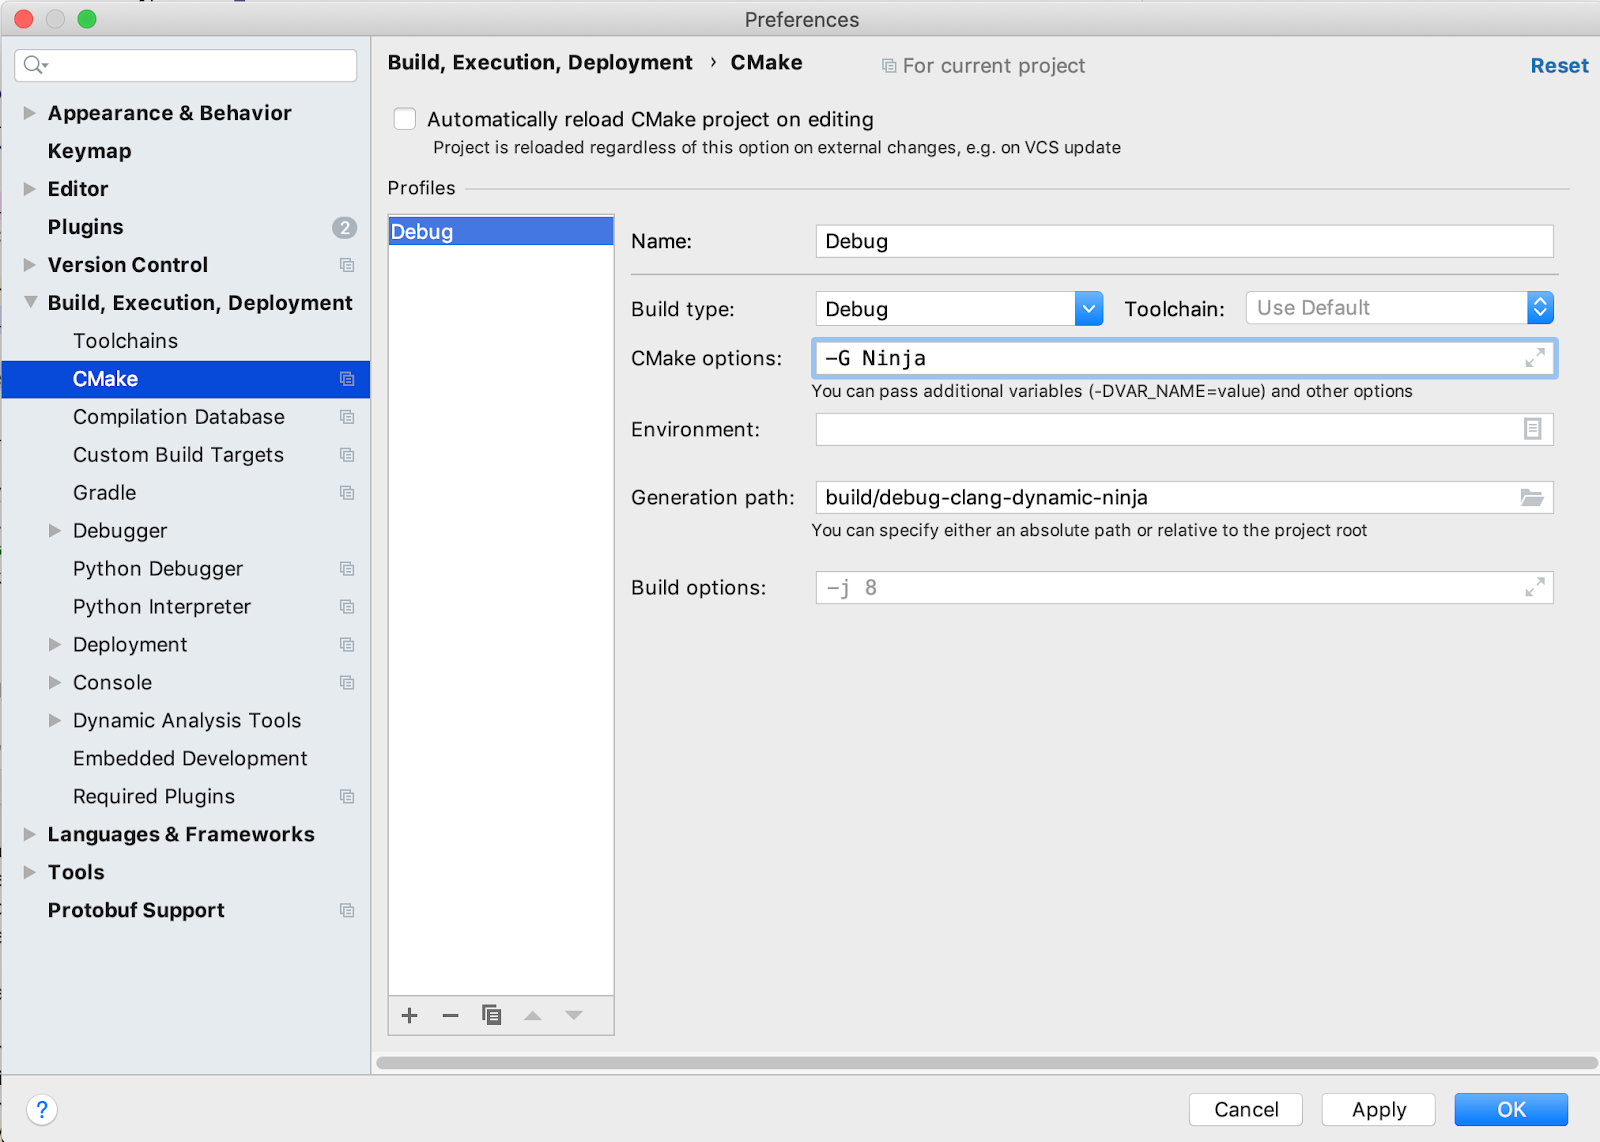 Preferences
Build, Execution, Deployment › CMake
For current project
Reset
Appearance & Behavior
Keymap
Editor
Plugins
2
Version Control
Build, Execution, Deployment
Toolchains
CMake
Compilation Database
Custom Build Targets
Gradle
Debugger
Python Debugger
Python Interpreter
Deployment
Console
Dynamic Analysis Tools
Embedded Development
Required Plugins
Languages & Frameworks
Tools
Protobuf Support
Automatically reload CMake project on editing
Project is reloaded regardless of this option on external changes, e.g. on VCS update
Profiles
Debug
Name: Debug
Build type: Debug
Toolchain: Use Default
CMake options: -G Ninja
You can pass additional variables (-DVAR_NAME=value) and other options
Environment:
Generation path: build/debug-clang-dynamic-ninja
You can specify either an absolute path or relative to the project root
Build options: -j 8
?
Cancel
Apply
OK